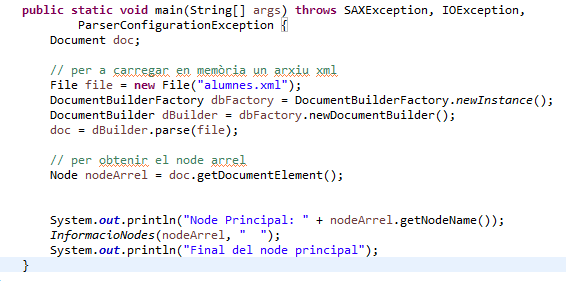 public static void main(String[] args) throws SAXException, IOException,
ParserConfigurationException {
Document doc;
// per a carregar en memòria un arxiu xml
File file = new File("alumnes.xml");
DocumentBuilderFactory dbFactory = DocumentBuilderFactory.newInstance();
DocumentBuilder dBuilder = dbFactory.newDocumentBuilder();
doc = dBuilder.parse(file);
// per obtenir el node arrel
Node nodeArrel = doc.getDocumentElement();
System.out.println("Node Principal: " + nodeArrel.getNodeName());
InformacioNodes(nodeArrel, "  ");
System.out.println("Final del node principal");
}